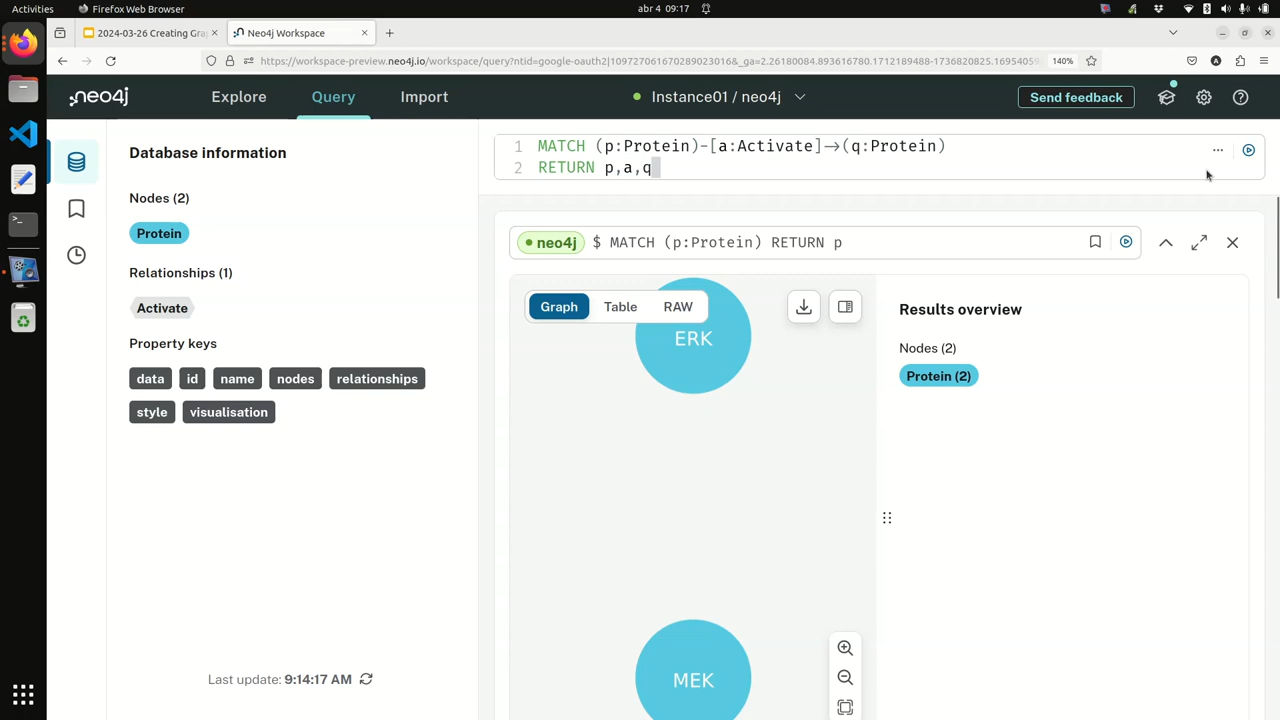 Activities
Firefox Web Browser
abr 4 09:17
2024-03-26 Creating Gra
Neo4j Workspace
https://workspace-preview.neo4j.io/workspace/query?ntid=google-oauth2|109727061670289023016&_ga=2.26180084.893616780.1712189488-1736820825.16954059
140%
neo4j
Explore
Query
Import
Instance01 / neo4j
Send feedback
Database information
Nodes (2)
Protein
Relationships (1)
Activate
Property keys
data id name nodes relationships
style visualisation
Last update: 9:14:17 AM
1 MATCH (p:Protein)-[a:Activate]->(q:Protein)
2 RETURN p,a,q
neo4j $ MATCH (p:Protein) RETURN p
Graph Table RAW
ERK
MEK
Results overview
Nodes (2)
Protein (2)